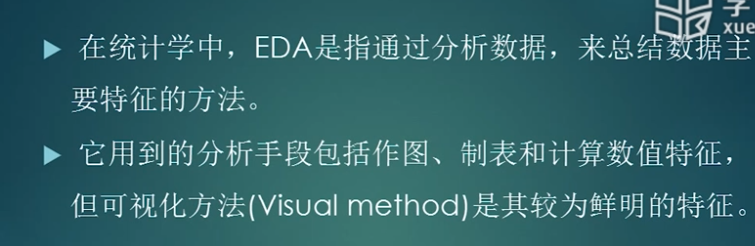 在统计学中，EDA是指通过分析数据，来总结数据主
要特征的方法。
它用到的分析手段包括作图、制表和计算数值特征，
但可视化方法(Visual method)是其较为鲜明的特征。
xue